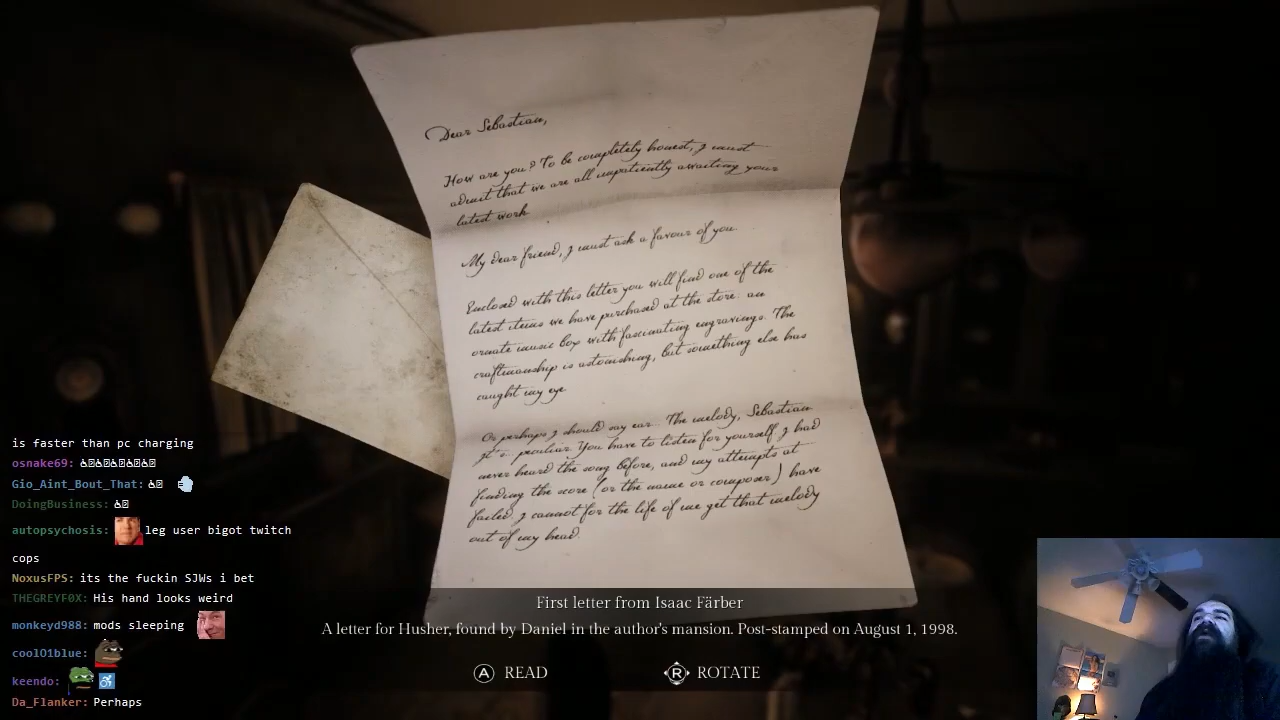 Dear Sebastian,
How are you? To be completely honest, I must
admit that we are all impatiently awaiting your
latest work.
My dear friend, I must ask a favour of you.
Enclosed with this letter you will find one of the
latest items we have purchased at the store: an
ornate music box with fascinating engravings. The
craftmanship is astonishing, but something else has
caught my eye.
Or perhaps I should say ear. The melody, Sebastian.
It's... peculiar. You have to listen for yourself. I had
never heard the song before, and my attempts at
finding the score (or the name or composer) have
failed. I cannot for the life of me get that melody
out of my head.
First letter from Isaac Färber
A letter for Husher, found by Daniel in the author's mansion. Post-stamped on August 1, 1998.
A READ R ROTATE
is faster than pc charging
osnake69:
Gio_Aint_Bout_That:
DoingBusiness:
autopsychosis: leg user bigot twitch
cops
NoxusFPS: its the fuckin SJWs i bet
THEGREYF0X: His hand looks weird
monkeyd988: mods sleeping
coolO1blue:
keendo:
Da_Flanker: Perhaps